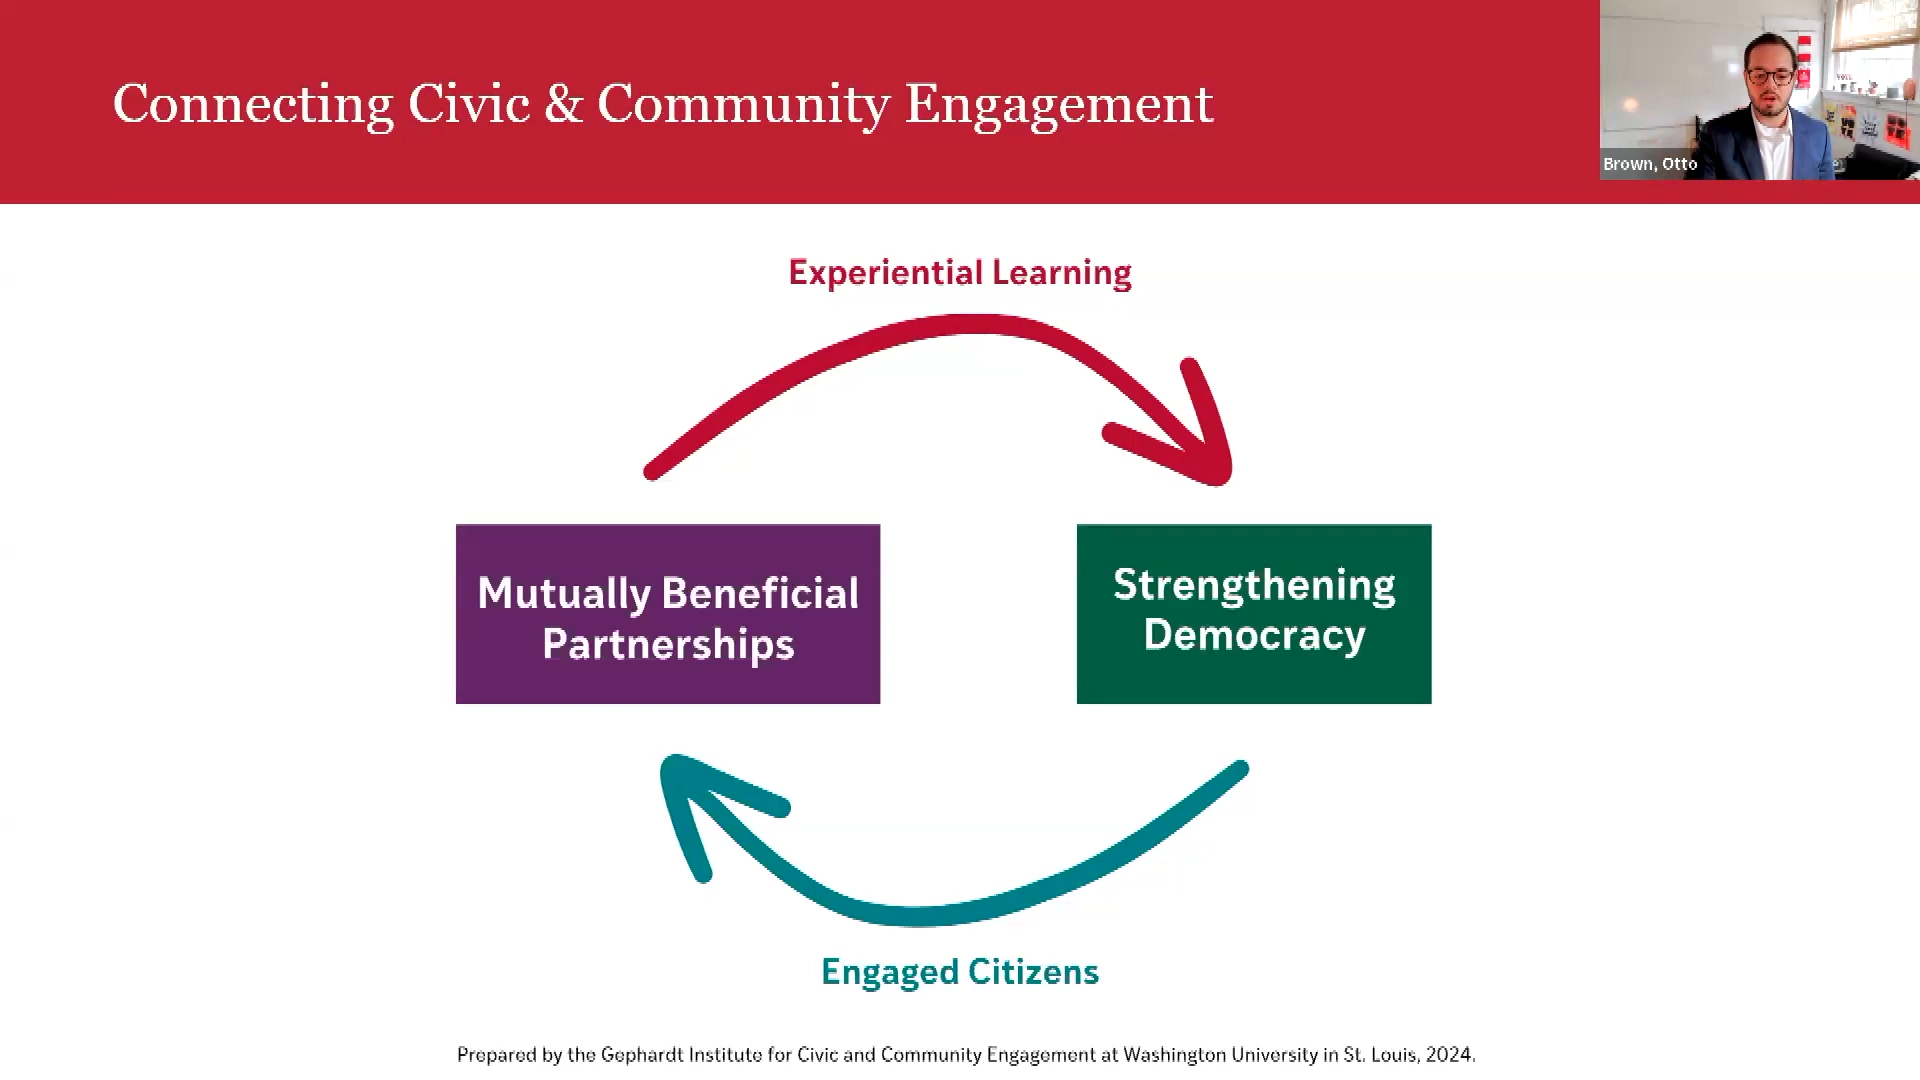 Connecting Civic & Community Engagement
Brown, Otto
Experiential Learning
Mutually Beneficial
Partnerships
Strengthening
Democracy
Engaged Citizens
Prepared by the Gephardt Institute for Civic and Community Engagement at Washington University in St. Louis, 2024.